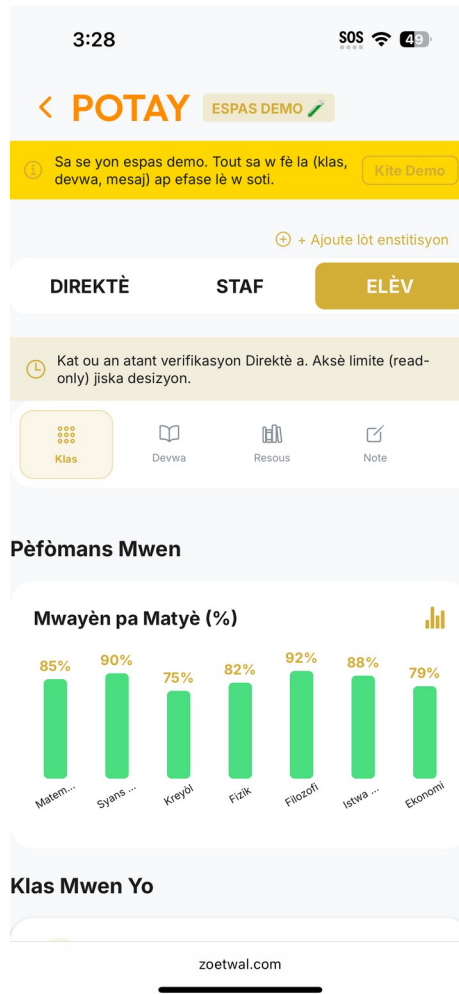 3:28
SOS
49
POTAY
ESPAS DEMO
Sa se yon espas demo. Tout sa w fè la (klas,
devwa, mesaj) ap efase lè w soti.
Kite Demo
+ Ajoute lòt enstitisyon
DIREKTÈ
STAF
ELÈV
Kat ou an atant verifikasyon Direktè a. Aksè limite (read-
only) jiska desizyon.
Klas
Devwa
Resous
Note
Pèfòmans Mwen
Mwayèn pa Matyè (%)
85%
90%
75%
82%
92%
88%
79%
Matem...
Syans ...
Kreyòl
Fizik
Filozofi
Istwa ...
Ekonomi
Klas Mwen Yo
zoetwal.com